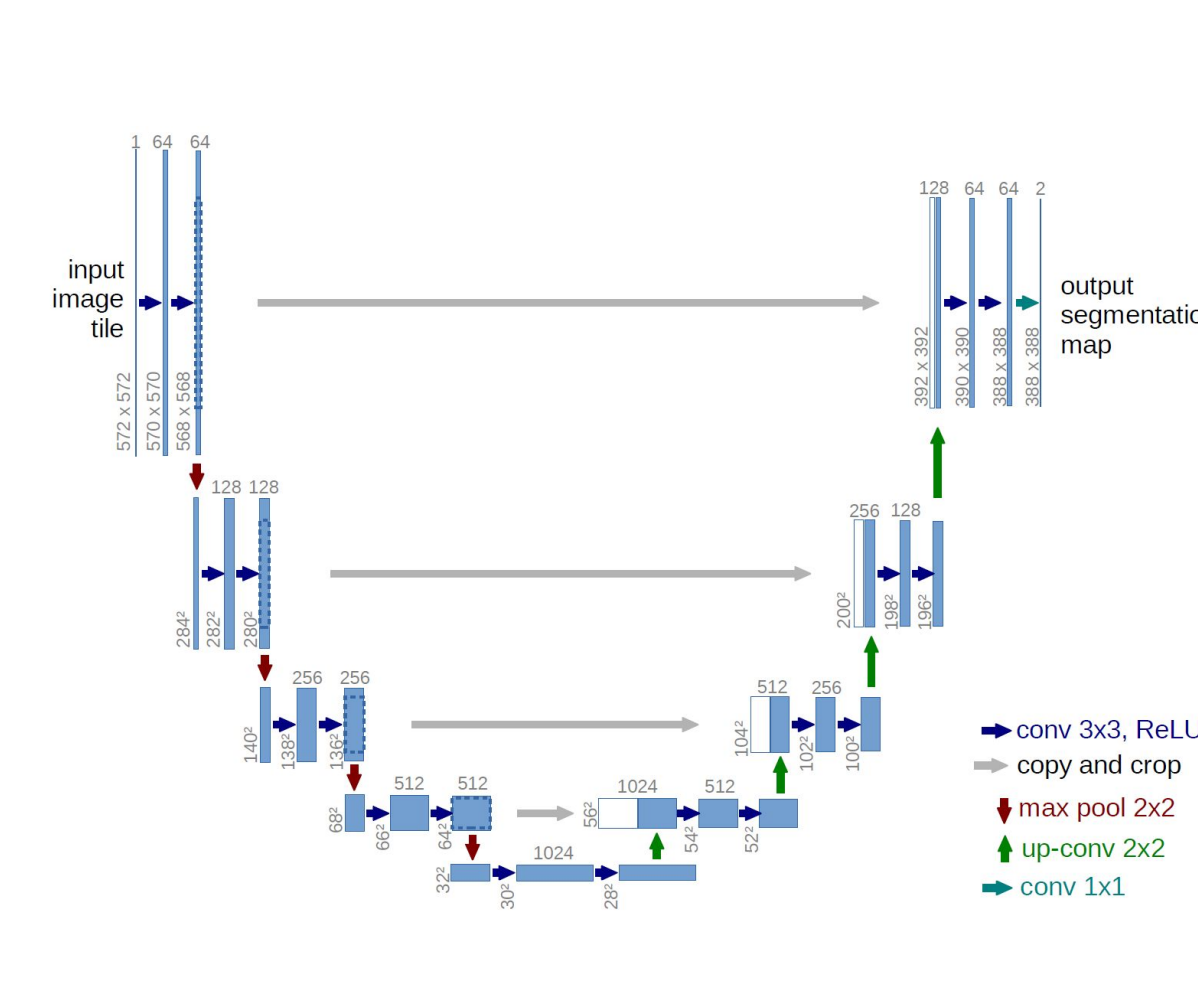 1 64 64
input
image
tile
572 x 572
570 x 570
568 x 568
128 64 64 2
392 x 392
390 x 390
388 x 388
388 x 388
output
segmentatio
map
128 128
284²
282²
280²
256 128
200²
198²
196²
256 256
140²
138²
136²
512 256
104²
102²
100²
512 512
68²
66²
64²
1024 512
56²
54²
52²
1024
32²
30²
28²
conv 3x3, ReLU
copy and crop
max pool 2x2
up-conv 2x2
conv 1x1